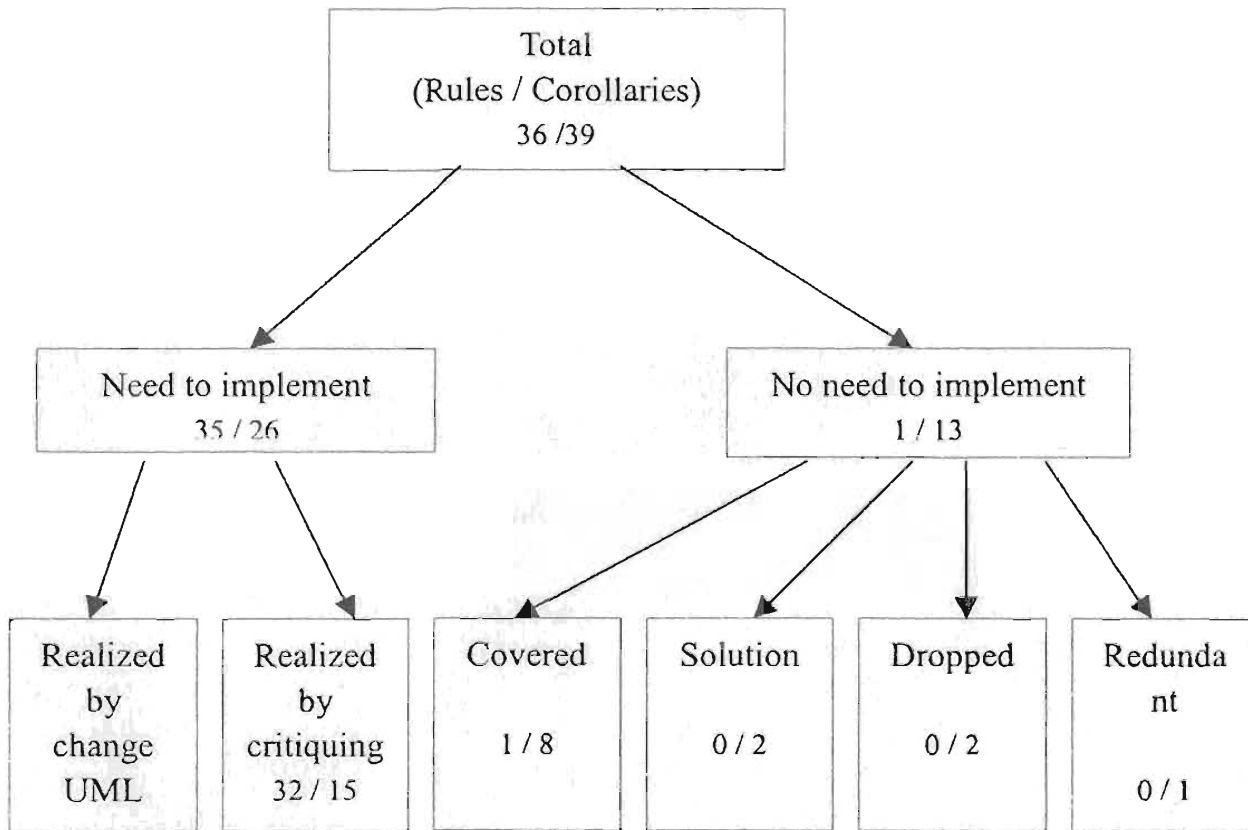 Total
(Rules / Corollaries)
36 /39
Need to implement
35 / 26
No need to implement
1 / 13
Realized
by
change
UML
Realized
by
critiquing
32 / 15
Covered
1 / 8
Solution
0 / 2
Dropped
0 / 2
Redunda
nt
0 / 1